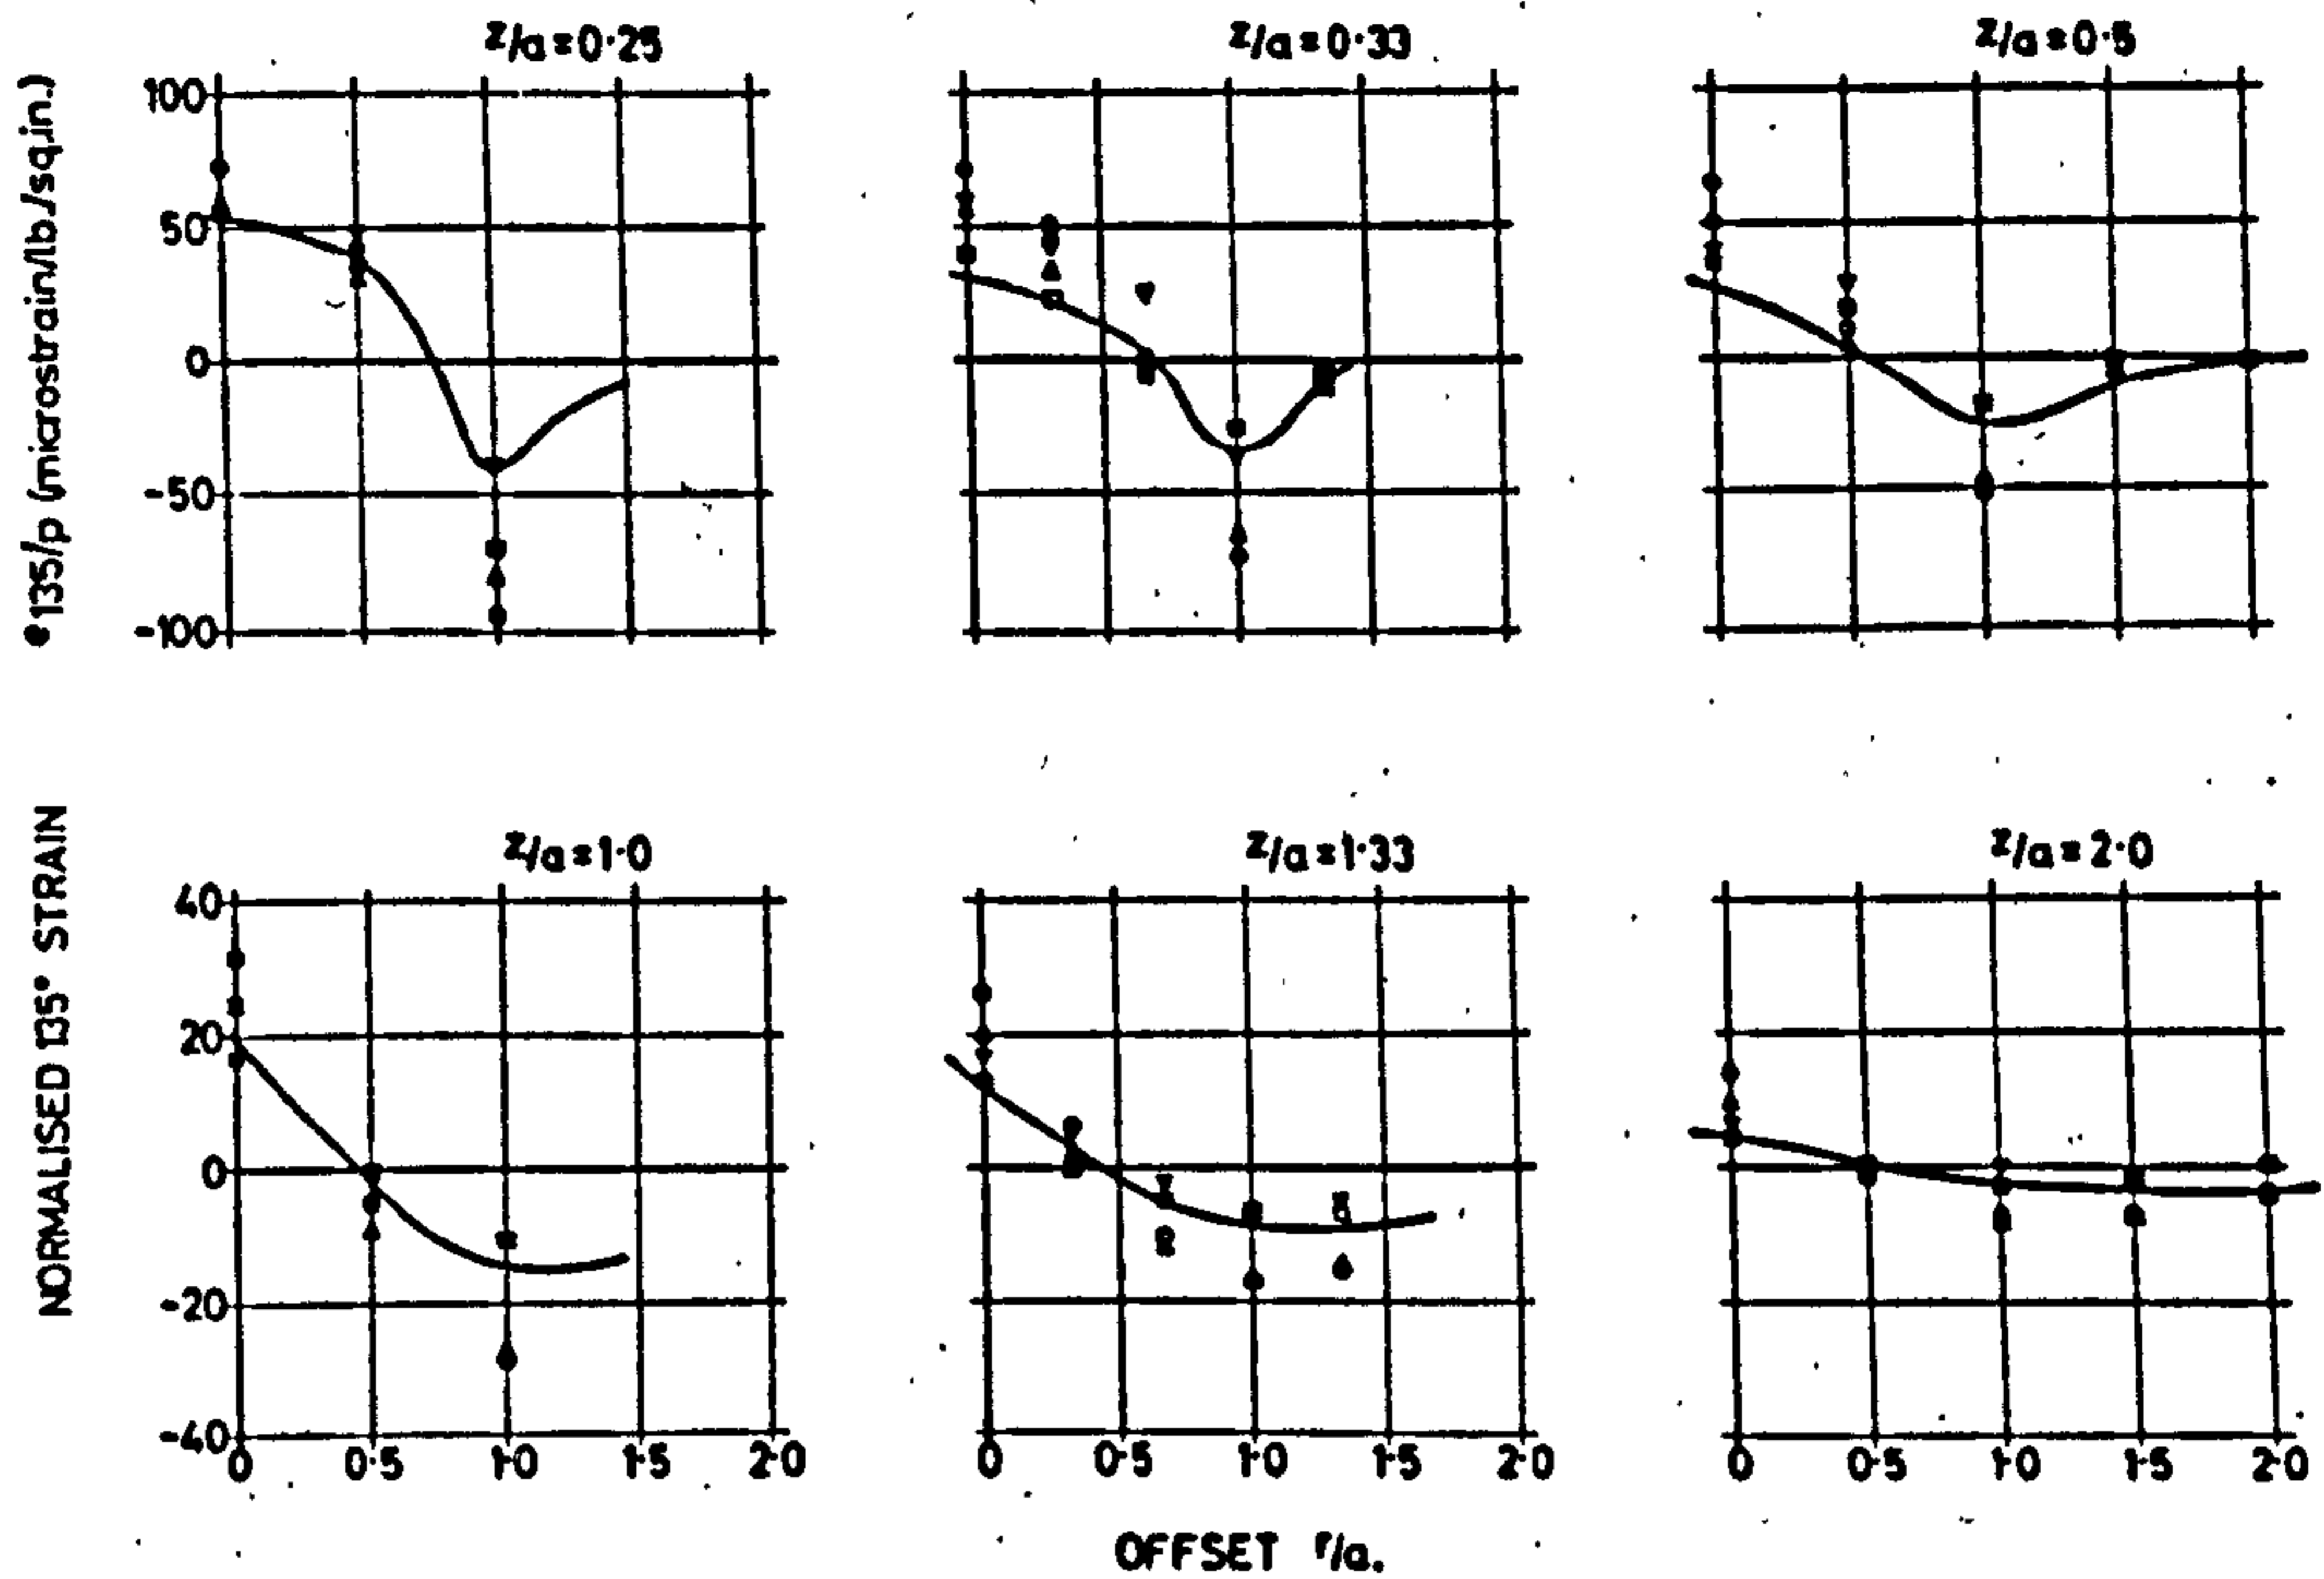 z/a=0·25
z/a=0·33
z/a=0·5
100
50
0
-50
-100
e135/p (microstrain/lb./sq.in.)
z/a=1·0
z/a=1·33
z/a=2·0
40
20
0
-20
-40
NORMALISED 135° STRAIN
0 0·5 1·0 1·5 2·0
0 0·5 1·0 1·5 2·0
0 0·5 1·0 1·5 2·0
OFFSET r/a.